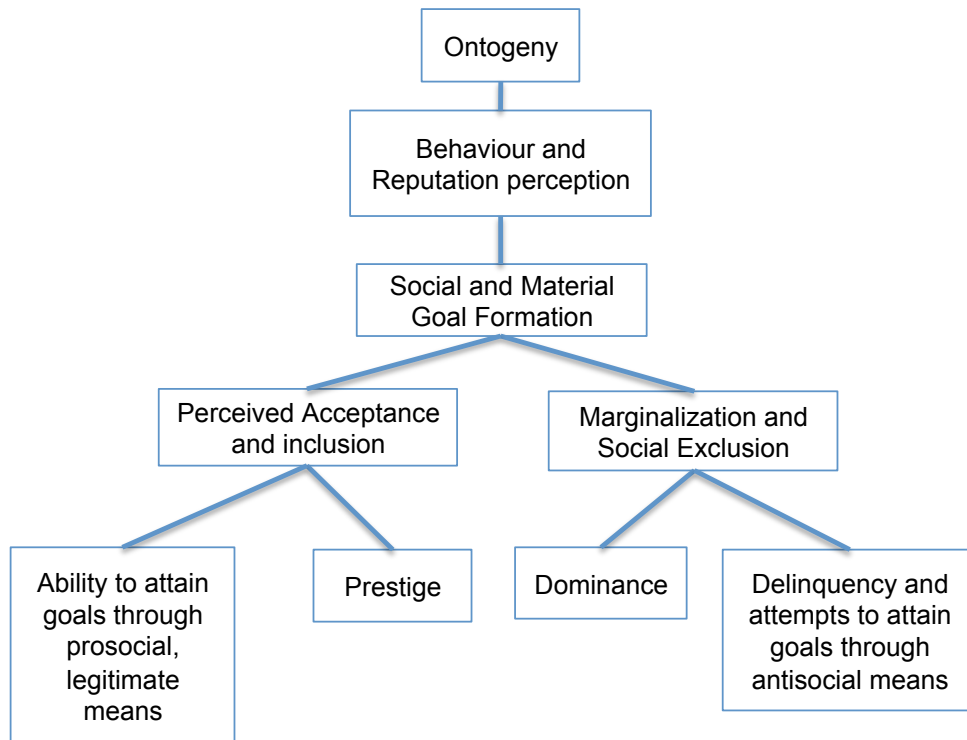 Ontogeny
Behaviour and
Reputation perception
Social and Material
Goal Formation
Perceived Acceptance
and inclusion
Marginalization and
Social Exclusion
Ability to attain
goals through
prosocial,
legitimate
means
Prestige
Dominance
Delinquency and
attempts to attain
goals through
antisocial means